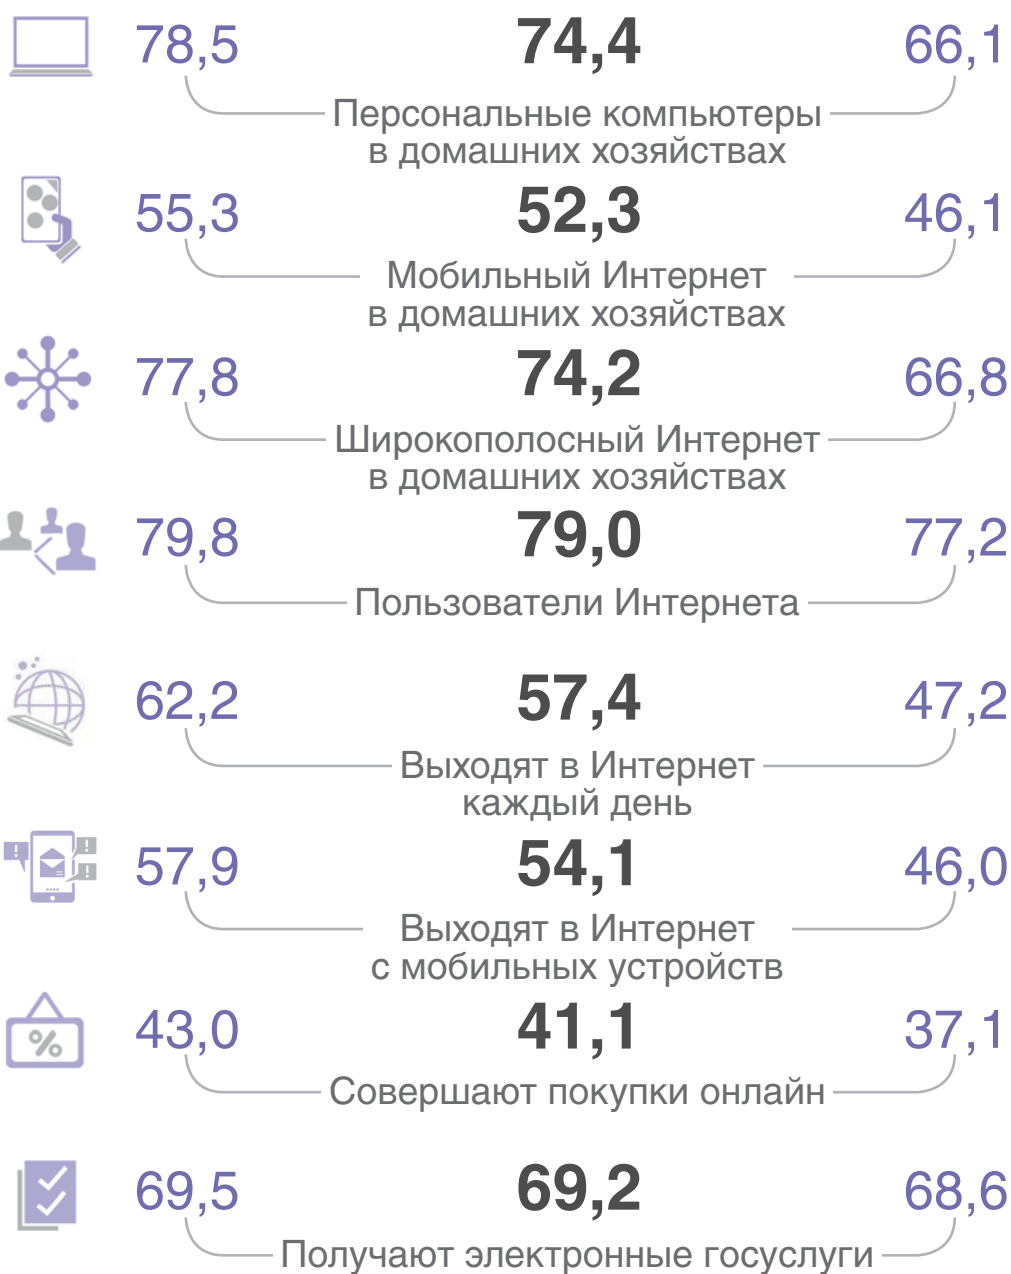 78,5 74,4 66,1
Персональные компьютеры
в домашних хозяйствах
55,3 52,3 46,1
Мобильный Интернет
в домашних хозяйствах
77,8 74,2 66,8
Широкополосный Интернет
в домашних хозяйствах
79,8 79,0 77,2
Пользователи Интернета
62,2 57,4 47,2
Выходят в Интернет
каждый день
57,9 54,1 46,0
Выходят в Интернет
с мобильных устройств
%
43,0 41,1 37,1
Совершают покупки онлайн
69,5 69,2 68,6
Получают электронные госуслуги